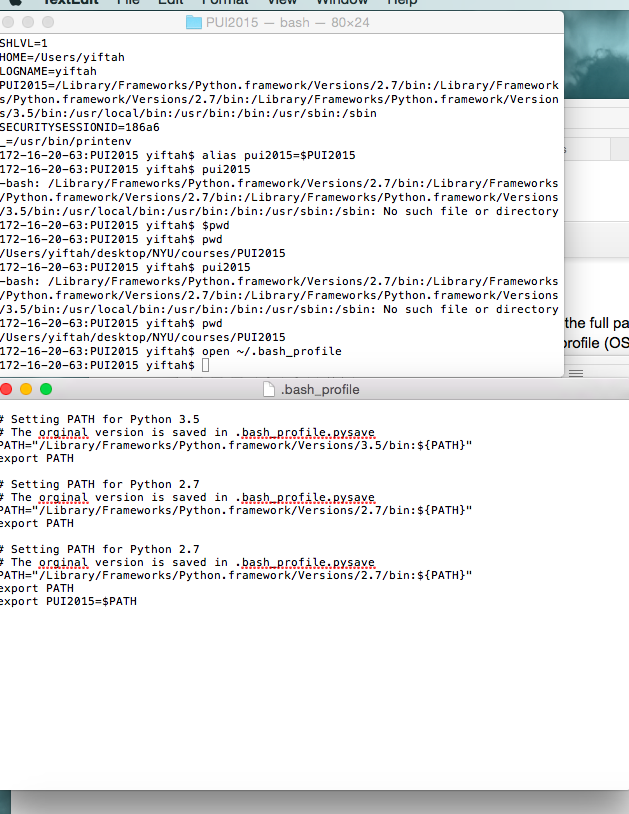 TextEdit File Edit Format View Window Help
PUI2015 — bash — 80×24
SHLVL=1
HOME=/Users/yiftah
LOGNAME=yiftah
PUI2015=/Library/Frameworks/Python.framework/Versions/2.7/bin:/Library/Framework
s/Python.framework/Versions/2.7/bin:/Library/Frameworks/Python.framework/Version
s/3.5/bin:/usr/local/bin:/usr/bin:/bin:/usr/sbin:/sbin
SECURITYSESSIONID=186a6
_=/usr/bin/printenv
172-16-20-63:PUI2015 yiftah$ alias pui2015=$PUI2015
172-16-20-63:PUI2015 yiftah$ pui2015
-bash: /Library/Frameworks/Python.framework/Versions/2.7/bin:/Library/Frameworks
/Python.framework/Versions/2.7/bin:/Library/Frameworks/Python.framework/Versions
/3.5/bin:/usr/local/bin:/usr/bin:/bin:/usr/sbin:/sbin: No such file or directory
172-16-20-63:PUI2015 yiftah$ $pwd
172-16-20-63:PUI2015 yiftah$ pwd
/Users/yiftah/desktop/NYU/courses/PUI2015
172-16-20-63:PUI2015 yiftah$ pui2015
-bash: /Library/Frameworks/Python.framework/Versions/2.7/bin:/Library/Frameworks
/Python.framework/Versions/2.7/bin:/Library/Frameworks/Python.framework/Versions
/3.5/bin:/usr/local/bin:/usr/bin:/bin:/usr/sbin:/sbin: No such file or directory
172-16-20-63:PUI2015 yiftah$ pwd
/Users/yiftah/desktop/NYU/courses/PUI2015
172-16-20-63:PUI2015 yiftah$ open ~/.bash_profile
172-16-20-63:PUI2015 yiftah$
the full pa
profile (OS
.bash_profile
# Setting PATH for Python 3.5
# The orginal version is saved in .bash_profile.pysave
PATH="/Library/Frameworks/Python.framework/Versions/3.5/bin:${PATH}"
export PATH
# Setting PATH for Python 2.7
# The orginal version is saved in .bash_profile.pysave
PATH="/Library/Frameworks/Python.framework/Versions/2.7/bin:${PATH}"
export PATH
# Setting PATH for Python 2.7
# The orginal version is saved in .bash_profile.pysave
PATH="/Library/Frameworks/Python.framework/Versions/2.7/bin:${PATH}"
export PATH
export PUI2015=$PATH